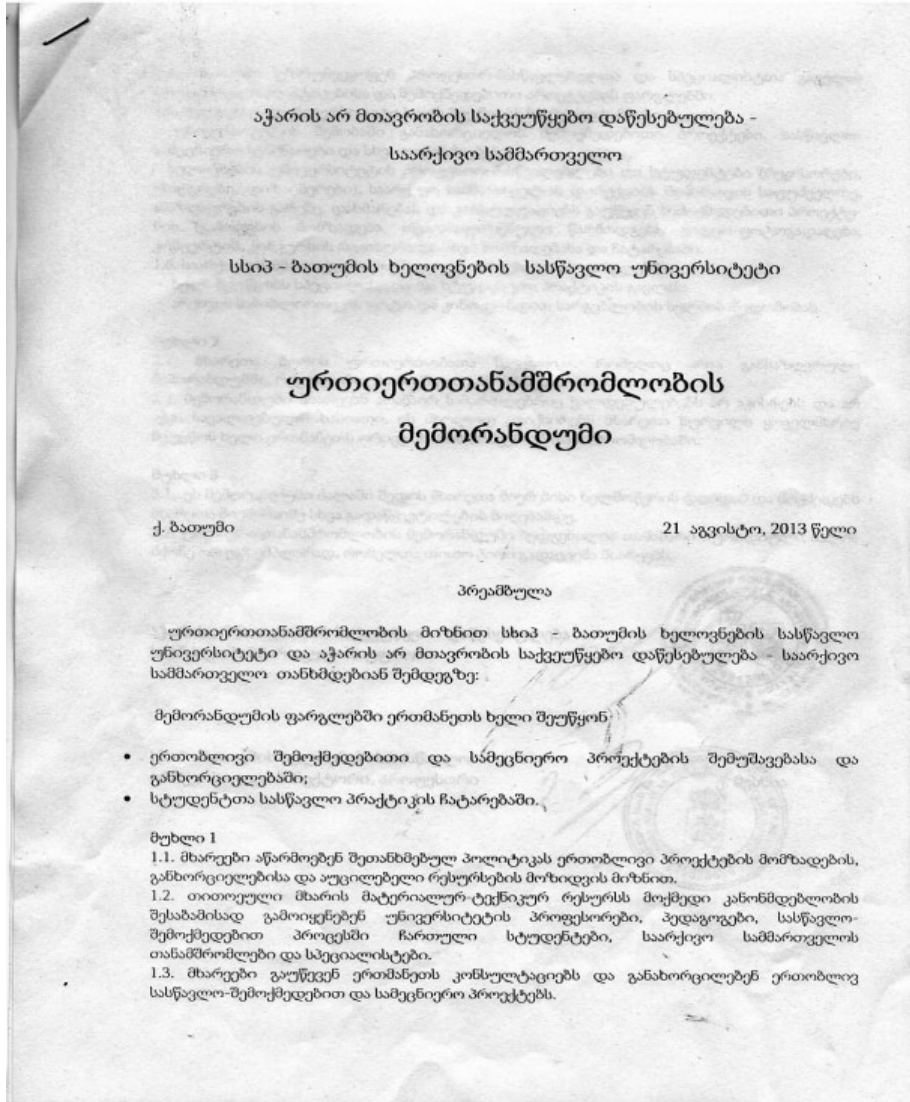 აჭარის არ მთავრობის საქვეუწყებო დაწესებულება -
საარქივო სამმართველო
სსიპ - ბათუმის ხელოვნების სასწავლო უნივერსიტეტი
ურთიერთთანამშრომლობის
მემორანდუმი
ქ. ბათუმი 21 აგვისტო, 2013 წელი
პრეამბულა
ურთიერთთანამშრომლობის მიზნით სსიპ - ბათუმის ხელოვნების სასწავლო
უნივერსიტეტი და აჭარის არ მთავრობის საქვეუწყებო დაწესებულება - საარქივო
სამმართველო თანხმდებიან შემდეგზე:
მემორანდუმის ფარგლებში ერთმანეთს ხელი შეუწყონ
• ერთობლივი შემოქმედებითი და სამეცნიერო პროექტების შემუშავებასა და
განხორციელებაში;
• სტუდენტთა სასწავლო პრაქტიკის ჩატარებაში.
მუხლი 1
1.1. მხარეები აწარმოებენ შეთანხმებულ პოლიტიკას ერთობლივი პროექტების მომზადების,
განხორციელებისა და აუცილებელი რესურსების მოზიდვის მიზნით.
1.2. თითოეული მხარის მატერიალურ-ტექნიკურ რესურსს მოქმედი კანონმდებლობის
შესაბამისად გამოიყენებენ უნივერსიტეტის პროფესორები, პედაგოგები, სასწავლო-
შემოქმედებით პროცესში ჩართული სტუდენტები, საარქივო სამმართველოს
თანამშრომლები და სპეციალისტები.
1.3. მხარეები გაუწევენ ერთმანეთს კონსულტაციებს და განახორცილებენ ერთობლივ
სასწავლო-შემოქმედებით და სამეცნიერო პროექტებს.